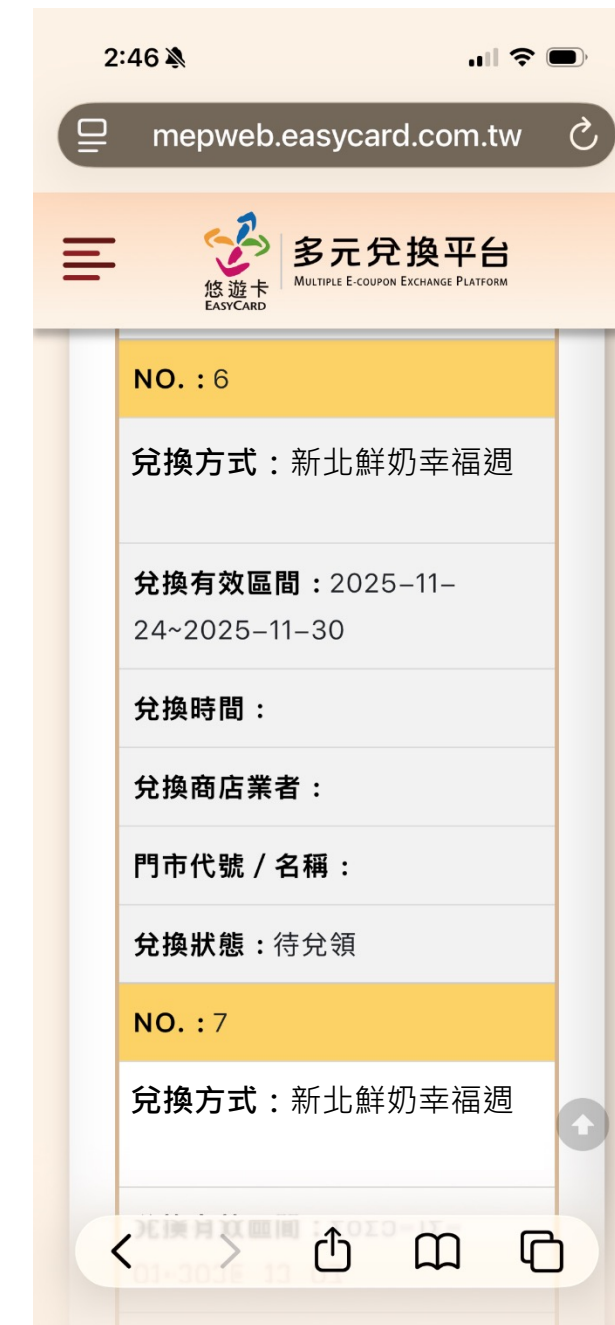 2:46
mepweb.easycard.com.tw
悠遊卡
EASYCARD
多元兌換平台
MULTIPLE E-COUPON EXCHANGE PLATFORM
NO.:6
兌換方式:新北鮮奶幸福週
兌換有效區間:2025-11-
24~2025-11-30
兌換時間:
兌換商店業者:
門市代號 / 名稱:
兌換狀態:待兌領
NO.:7
兌換方式:新北鮮奶幸福週